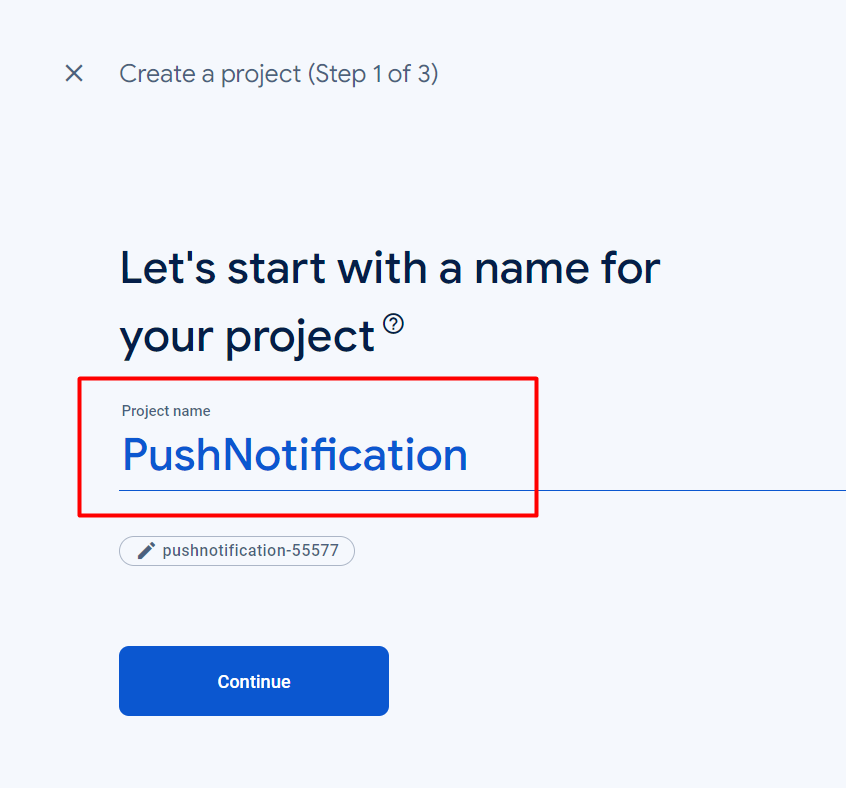 Create a project (Step 1 of 3)
Let's start with a name for
your project
Project name
PushNotification
pushnotification-55577
Continue